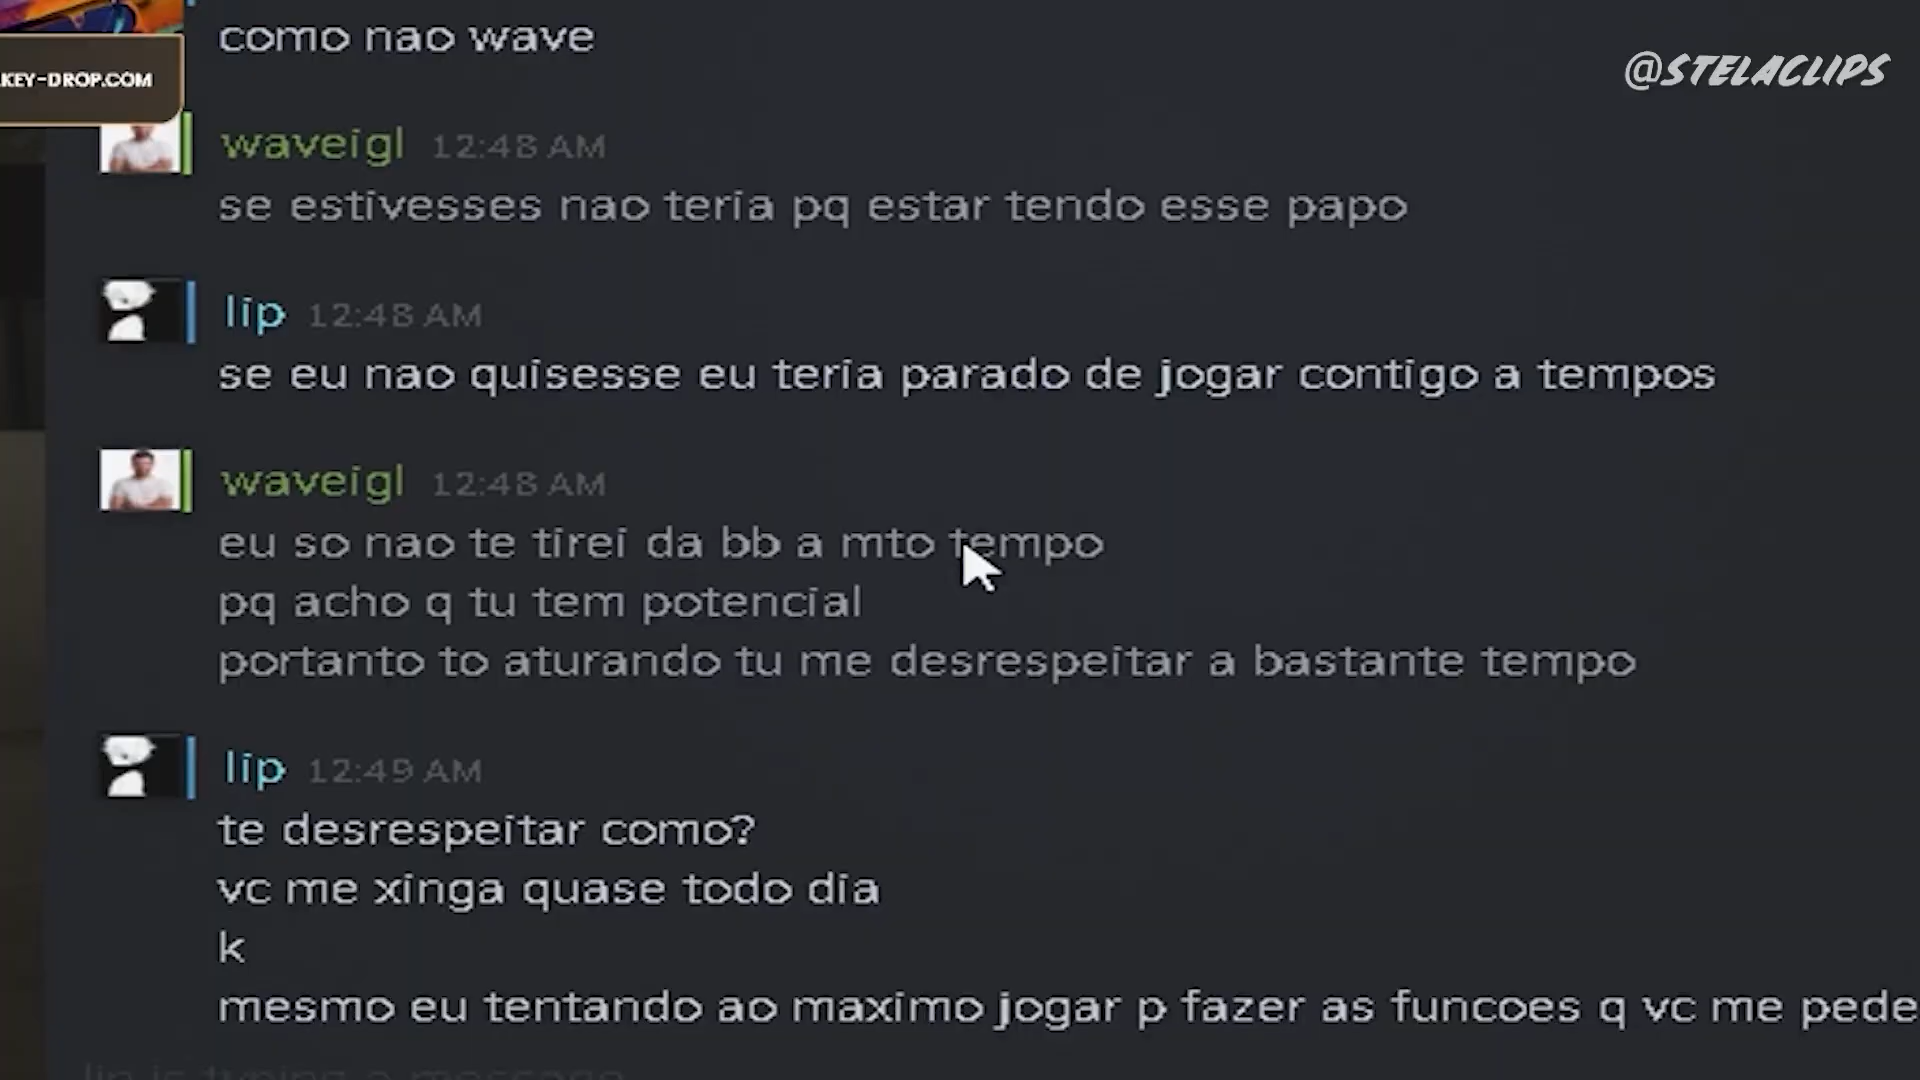 como nao wave
KEY-DROP.COM
@STELACLIPS
waveigl 12:48 AM
se estivesses nao teria pq estar tendo esse papo
lip 12:48 AM
se eu nao quisesse eu teria parado de jogar contigo a tempos
waveigl 12:48 AM
eu so nao te tirei da bb a mto tempo
pq acho q tu tem potencial
portanto to aturando tu me desrespeitar a bastante tempo
lip 12:49 AM
te desrespeitar como?
vc me xinga quase todo dia
k
mesmo eu tentando ao maximo jogar p fazer as funcoes q vc me pede
lip is typing a message